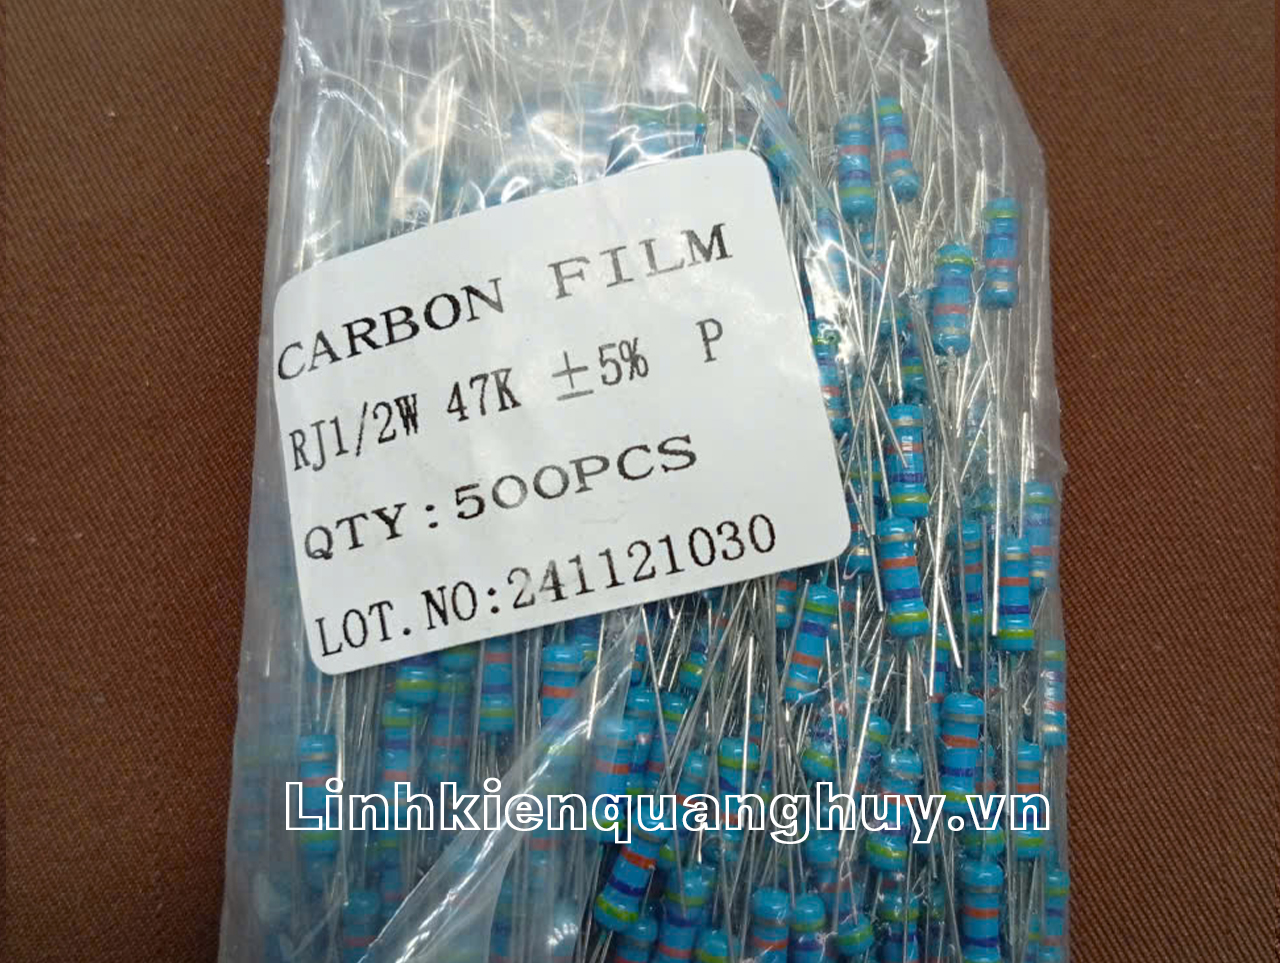 CARBON FILM
RJ1/2W 47K ±5% P
QTY:500PCS
LOT.NO:241121030
Linhkienquanghuy.vn